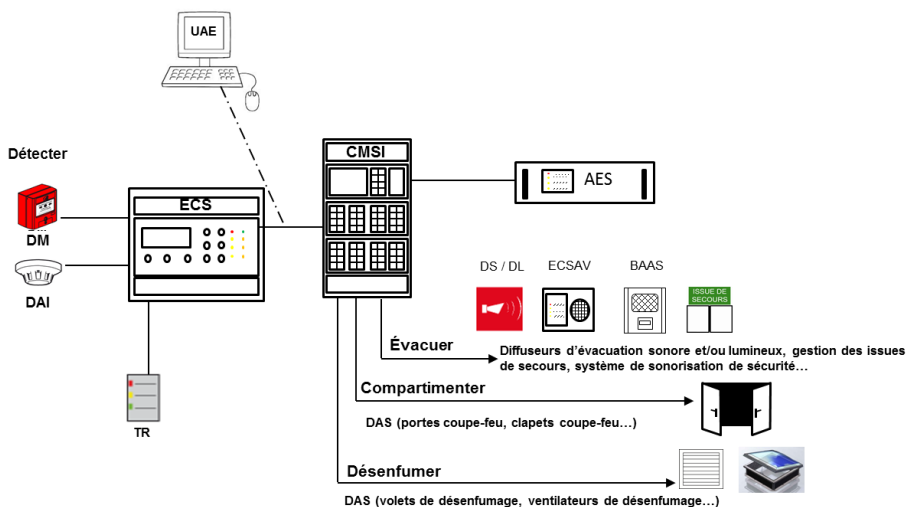 UAE
Détecter
CMSI
AES
ECS
DM
DAI
TR
DS / DL
ECSAV
BAAS
ISSUE DE
SECOURS
Évacuer
Diffuseurs d’évacuation sonore et/ou lumineux, gestion des issues
de secours, système de sonorisation de sécurité…
Compartimenter
DAS (portes coupe-feu, clapets coupe-feu…)
Désenfumer
DAS (volets de désenfumage, ventilateurs de désenfumage…)